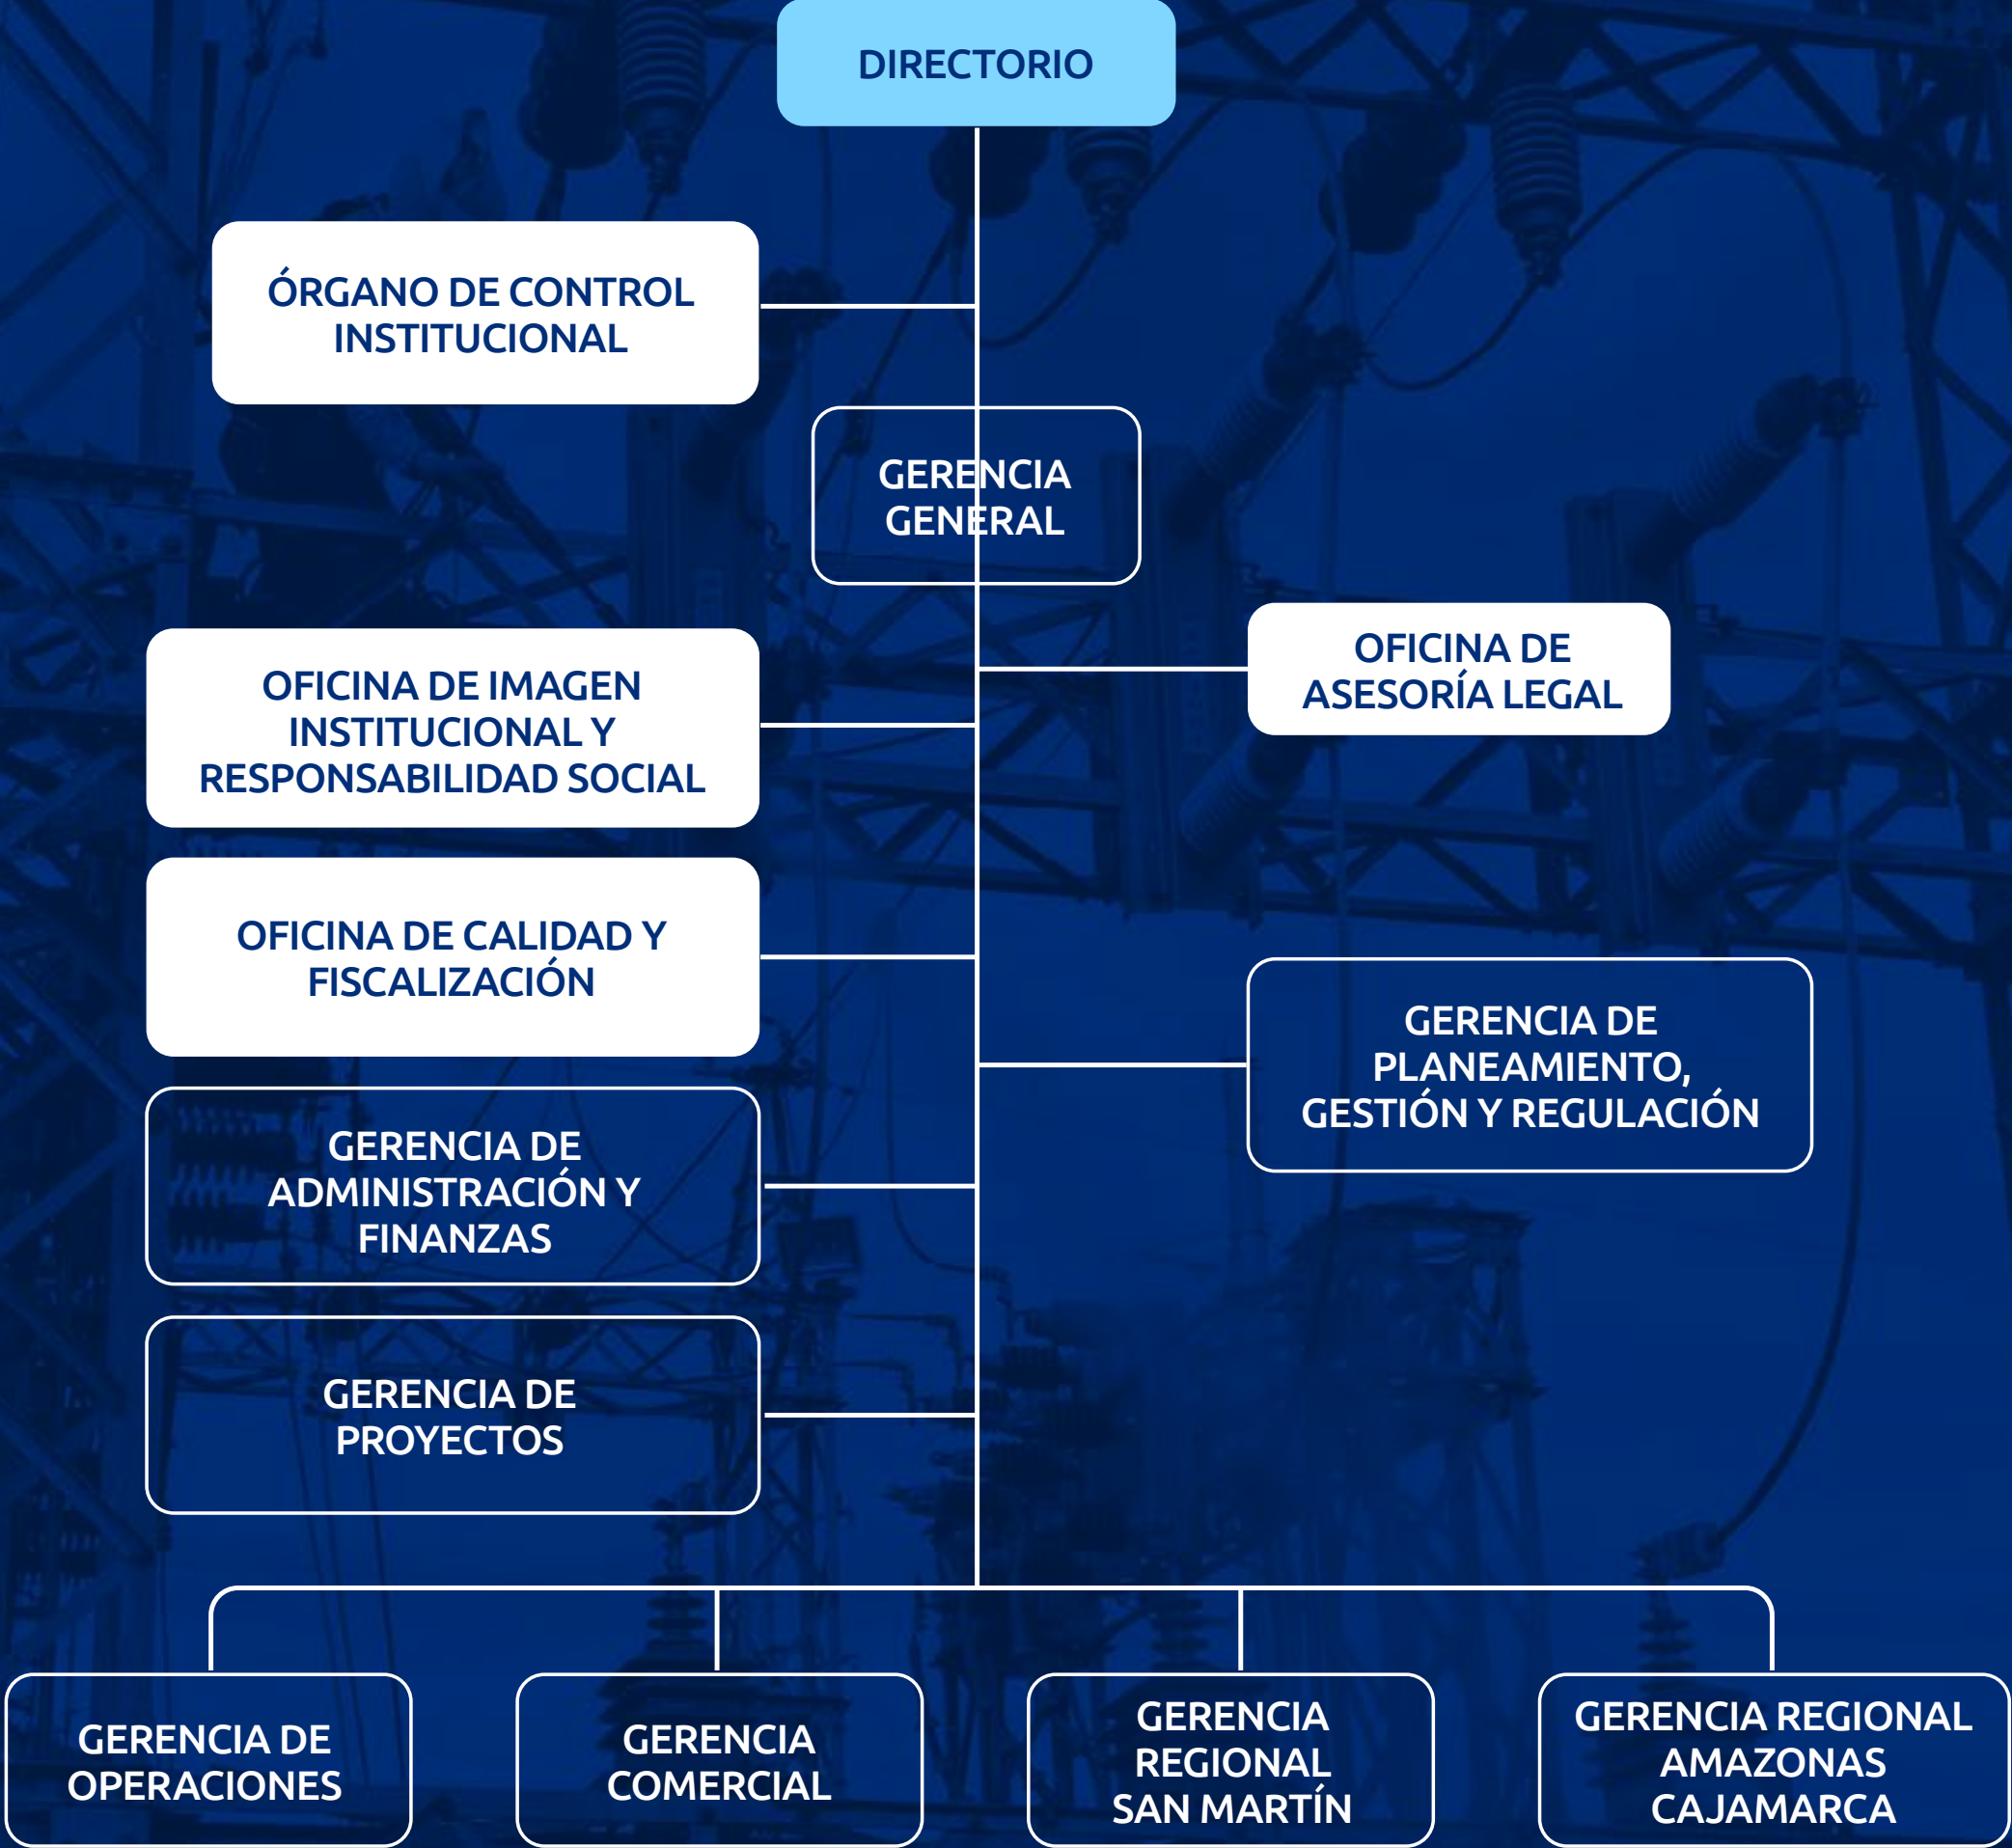 DIRECTORIO
ÓRGANO DE CONTROL
INSTITUCIONAL
GERENCIA
GENERAL
OFICINA DE
ASESORÍA LEGAL
OFICINA DE IMAGEN
INSTITUCIONAL Y
RESPONSABILIDAD SOCIAL
OFICINA DE CALIDAD Y
FISCALIZACIÓN
GERENCIA DE
PLANEAMIENTO,
GESTIÓN Y REGULACIÓN
GERENCIA DE
ADMINISTRACIÓN Y
FINANZAS
GERENCIA DE
PROYECTOS
GERENCIA DE
OPERACIONES
GERENCIA
COMERCIAL
GERENCIA
REGIONAL
SAN MARTÍN
GERENCIA REGIONAL
AMAZONAS
CAJAMARCA